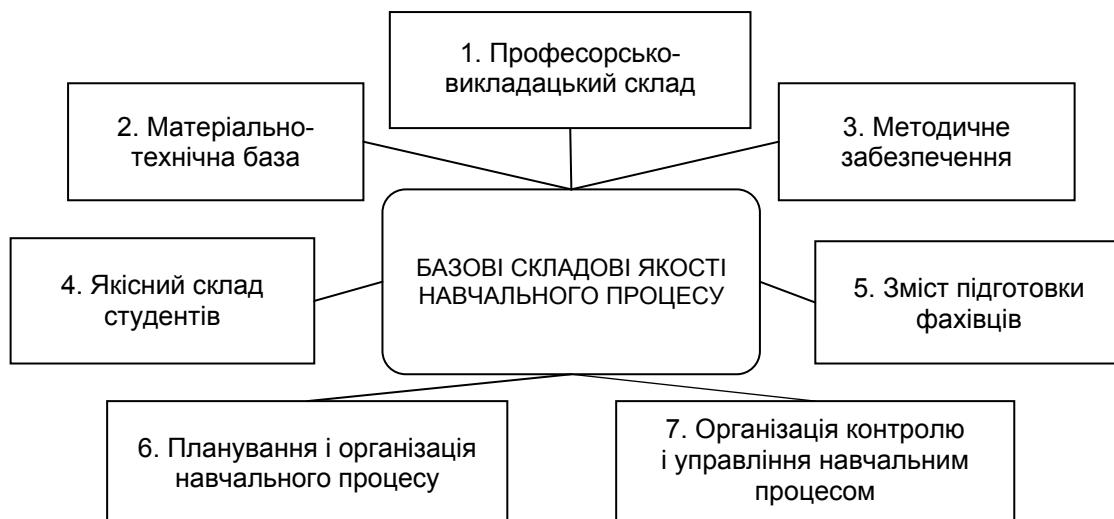 1. Професорсько-
викладацький склад
2. Матеріально-
технічна база
3. Методичне
забезпечення
БАЗОВІ СКЛАДОВІ ЯКОСТІ
НАВЧАЛЬНОГО ПРОЦЕСУ
4. Якісний склад
студентів
5. Зміст підготовки
фахівців
6. Планування і організація
навчального процесу
7. Організація контролю
і управління навчальним
процесом